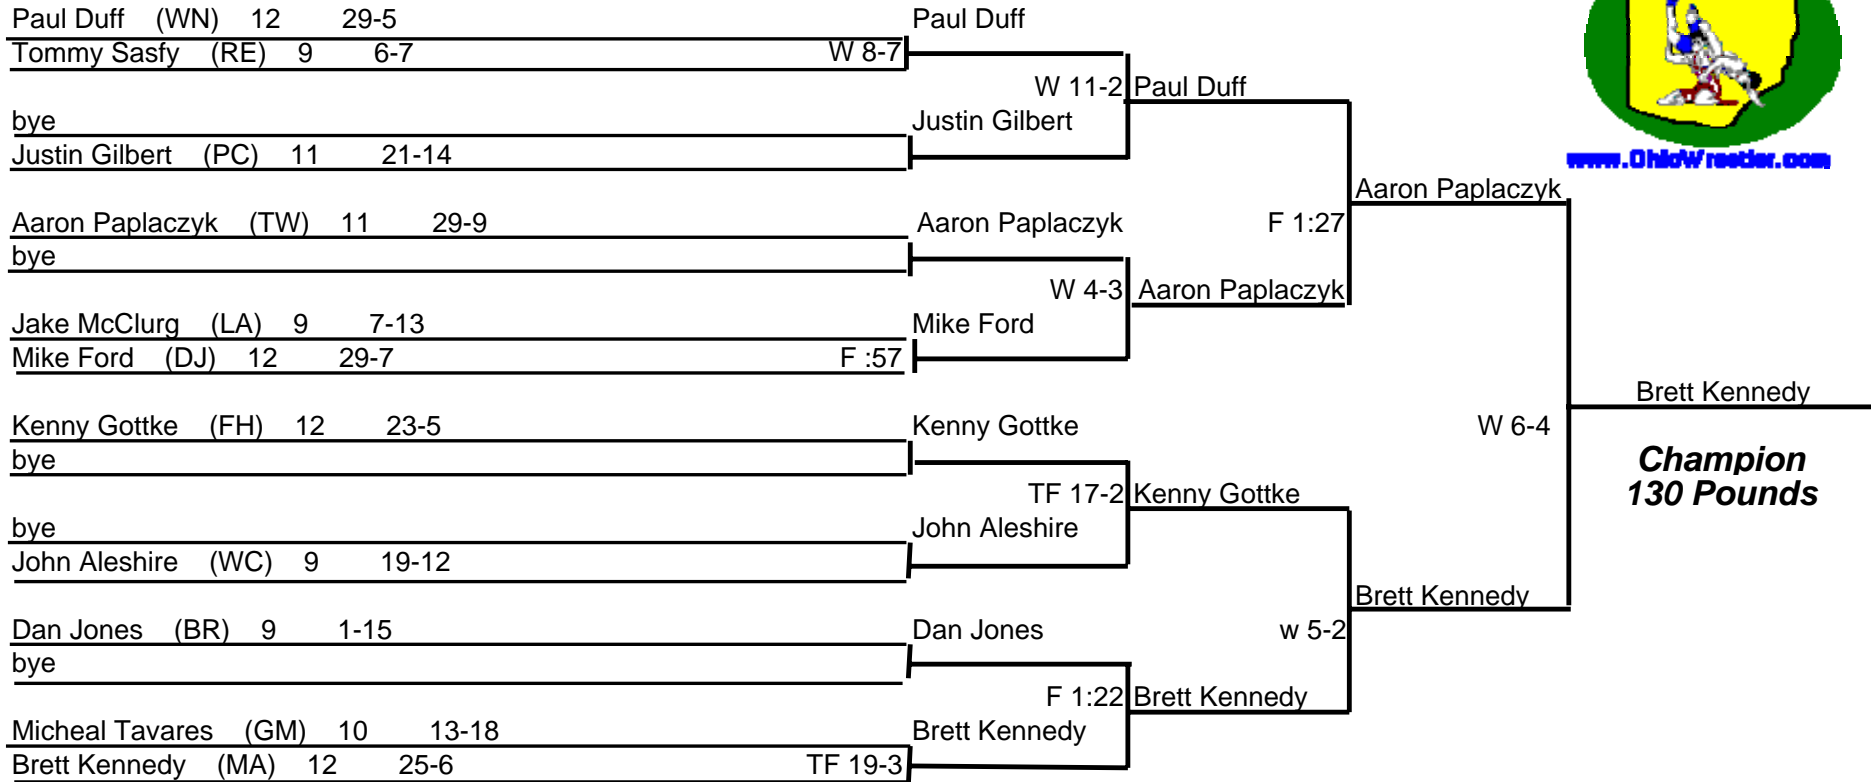 Paul Duff (WN) 12 29-5 Paul Duff
Tommy Sasfy (RE) 9 6-7 W 8-7
W 11-2 Paul Duff
bye Justin Gilbert
Justin Gilbert (PC) 11 21-14
www.OhioWrestler.com
Aaron Paplaczyk
Aaron Paplaczyk (TW) 11 29-9 Aaron Paplaczyk F 1:27
bye
W 4-3 Aaron Paplaczyk
Jake McClurg (LA) 9 7-13 Mike Ford
Mike Ford (DJ) 12 29-7 F :57
Brett Kennedy
Kenny Gottke (FH) 12 23-5 Kenny Gottke W 6-4
bye Champion
TF 17-2 Kenny Gottke 130 Pounds
bye John Aleshire
John Aleshire (WC) 9 19-12
Brett Kennedy
Dan Jones (BR) 9 1-15 Dan Jones w 5-2
bye
F 1:22 Brett Kennedy
Micheal Tavares (GM) 10 13-18 Brett Kennedy
Brett Kennedy (MA) 12 25-6 TF 19-3